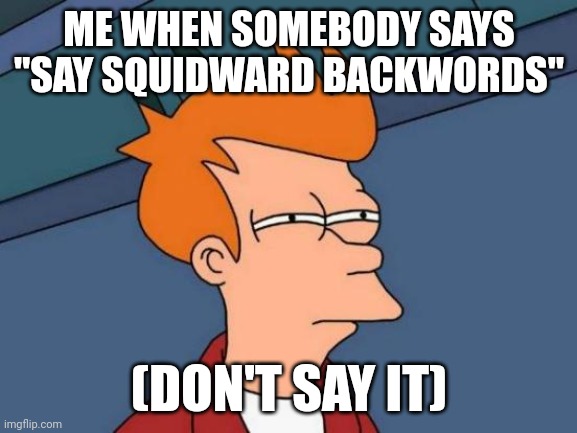 ME WHEN SOMEBODY SAYS
"SAY SQUIDWARD BACKWORDS"
(DON'T SAY IT)
imgflip.com